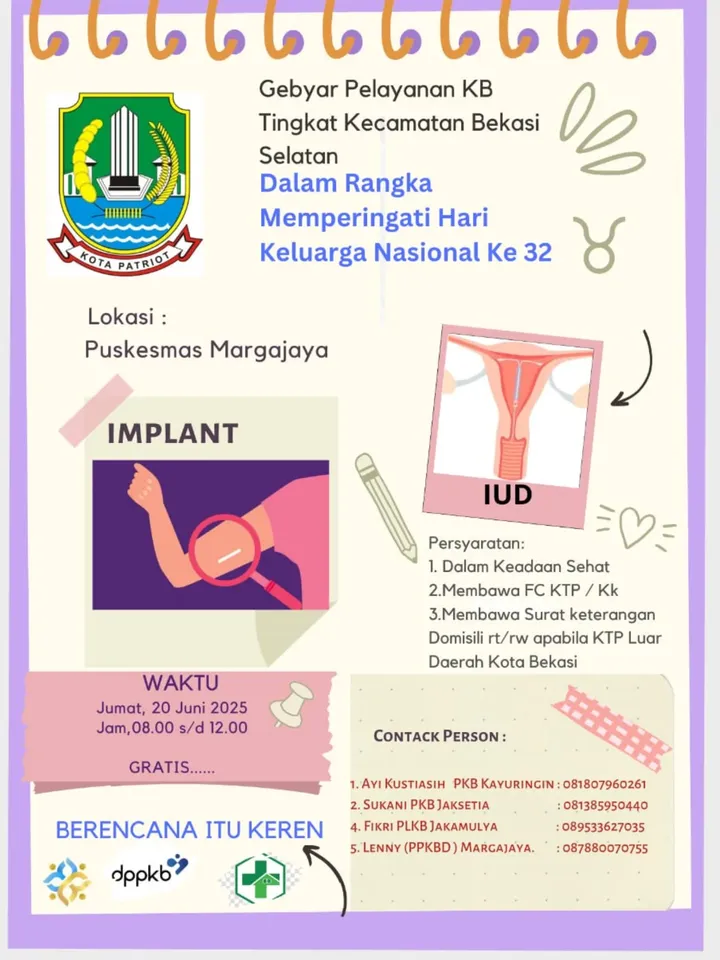 Gebyar Pelayanan KB
Tingkat Kecamatan Bekasi
Selatan
Dalam Rangka
Memperingati Hari
Keluarga Nasional Ke 32
KOTA PATRIOT
Lokasi :
Puskesmas Margajaya
IMPLANT
IUD
Persyaratan:
1. Dalam Keadaan Sehat
2.Membawa FC KTP / Kk
3.Membawa Surat keterangan
Domisili rt/rw apabila KTP Luar
Daerah Kota Bekasi
WAKTU
Jumat, 20 Juni 2025
Jam,08.00 s/d 12.00
GRATIS......
Contack Person :
1. Ayi Kustiasih PKB Kayuringin : 081807960261
2. Sukani PKB Jaksetia : 081385950440
4. Fikri PLKB Jakamulya : 089533627035
5. Lenny (PPKBD ) Margajaya. : 087880070755
BERENCANA ITU KEREN
dppkb